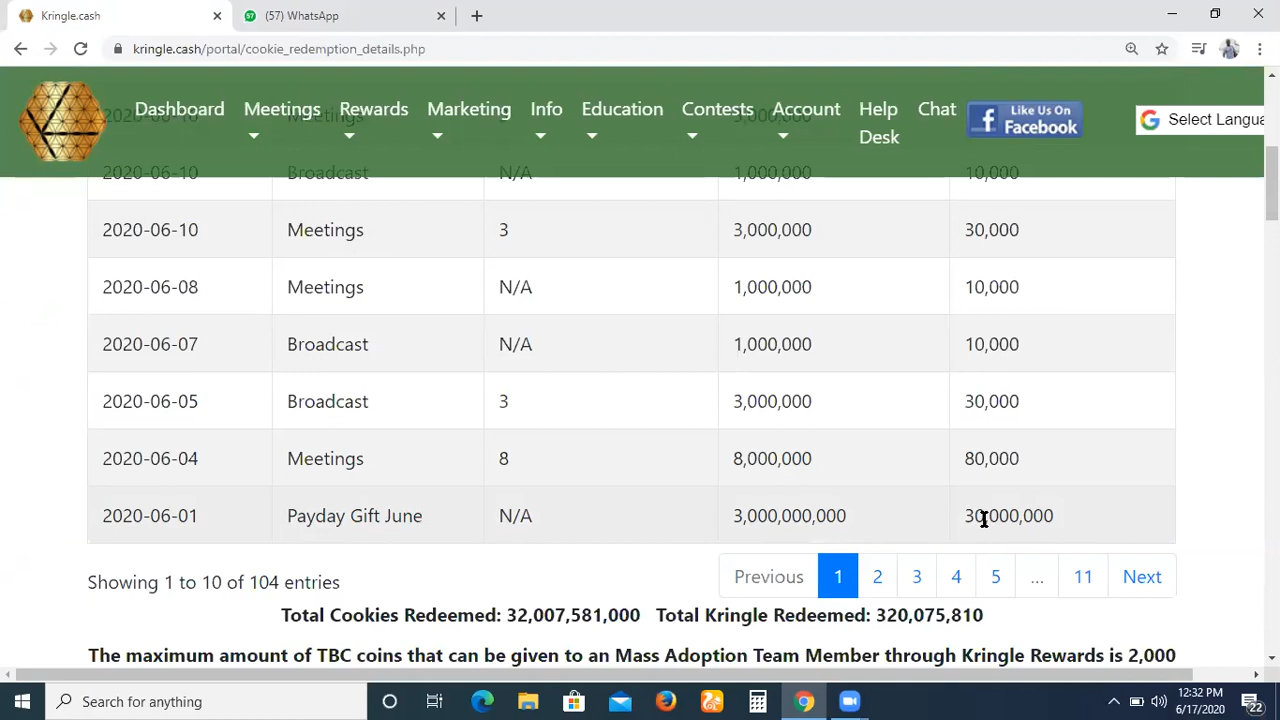 Kringle.cash
(57) WhatsApp
kringle.cash/portal/cookie_redemption_details.php
Dashboard Meetings Rewards Marketing Info Education Contests Account Help Desk Chat
Like Us On Facebook
G Select Langua
2020-06-10 Broadcast N/A 1,000,000 10,000
2020-06-10 Meetings 3 3,000,000 30,000
2020-06-08 Meetings N/A 1,000,000 10,000
2020-06-07 Broadcast N/A 1,000,000 10,000
2020-06-05 Broadcast 3 3,000,000 30,000
2020-06-04 Meetings 8 8,000,000 80,000
2020-06-01 Payday Gift June N/A 3,000,000,000 30,000,000
Showing 1 to 10 of 104 entries
Previous 1 2 3 4 5 ... 11 Next
Total Cookies Redeemed: 32,007,581,000 Total Kringle Redeemed: 320,075,810
The maximum amount of TBC coins that can be given to an Mass Adoption Team Member through Kringle Rewards is 2,000
Search for anything
12:32 PM
6/17/2020
22